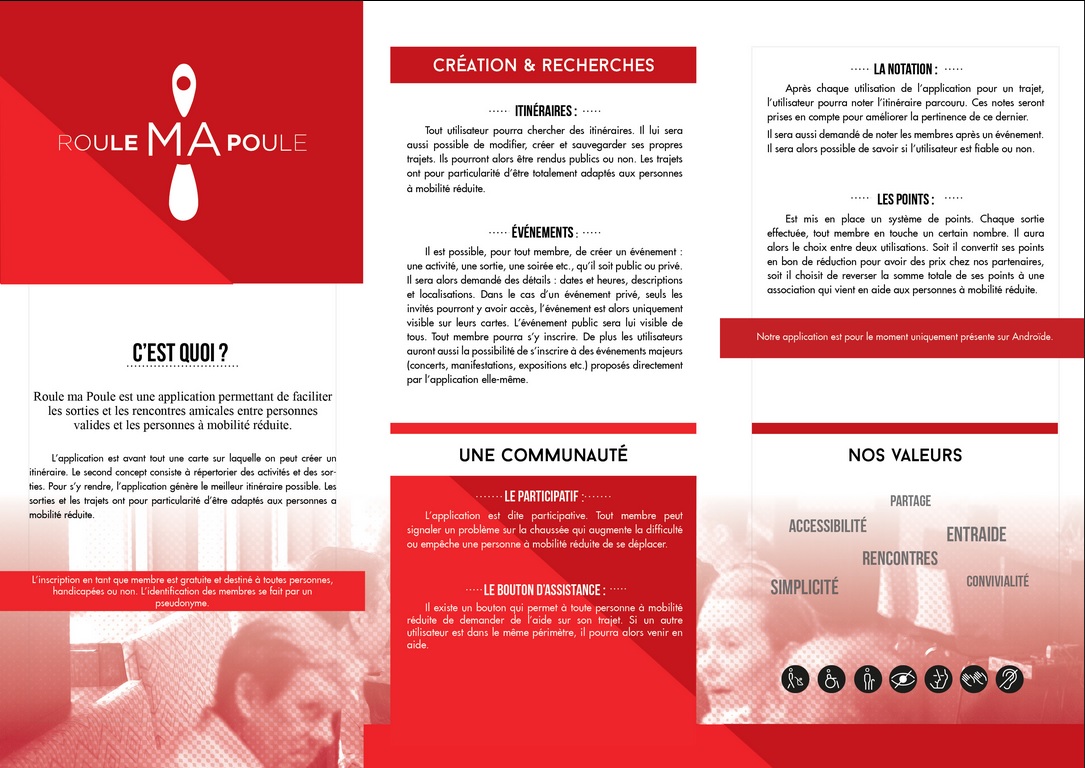 ROULE MA POULE
C'EST QUOI ?
Roule ma Poule est une application permettant de faciliter
les sorties et les rencontres amicales entre personnes
valides et les personnes à mobilité réduite.
L'application est avant tout une carte sur laquelle on peut créer un
itinéraire. Le second concept consiste à répertorier des activités et des sor-
ties. Pour s'y rendre, l'application génère le meilleur itinéraire possible. Les
sorties et les trajets ont pour particularité d'être adaptés aux personnes a
mobilité réduite.
L'inscription en tant que membre est gratuite et destiné à toutes personnes,
handicapées ou non. L'identification des membres se fait par un
pseudonyme.
CRÉATION & RECHERCHES
ITINÉRAIRES :
Tout utilisateur pourra chercher des itinéraires. Il lui sera
aussi possible de modifier, créer et sauvegarder ses propres
trajets. Ils pourront alors être rendus publics ou non. Les trajets
ont pour particularité d'être totalement adaptés aux personnes
à mobilité réduite.
ÉVÉNEMENTS :
Il est possible, pour tout membre, de créer un événement :
une activité, une sortie, une soirée etc., qu'il soit public ou privé.
Il sera alors demandé des détails : dates et heures, descriptions
et localisations. Dans le cas d'un événement privé, seuls les
invités pourront y avoir accès, l'événement est alors uniquement
visible sur leurs cartes. L'événement public sera lui visible de
tous. Tout membre pourra s'y inscrire. De plus les utilisateurs
auront aussi la possibilité de s'inscrire à des événements majeurs
(concerts, manifestations, expositions etc.) proposés directement
par l'application elle-même.
UNE COMMUNAUTÉ
LE PARTICIPATIF :
L'application est dite participative. Tout membre peut
signaler un problème sur la chaussée qui augmente la difficulté
ou empêche une personne à mobilité réduite de se déplacer.
LE BOUTON D'ASSISTANCE :
Il existe un bouton qui permet à toute personne à mobilité
réduite de demander de l'aide sur son trajet. Si un autre
utilisateur est dans le même périmètre, il pourra alors venir en
aide.
LA NOTATION :
Après chaque utilisation de l'application pour un trajet,
l'utilisateur pourra noter l'itinéraire parcouru. Ces notes seront
prises en compte pour améliorer la pertinence de ce dernier.
Il sera aussi demandé de noter les membres après un événement.
Il sera alors possible de savoir si l'utilisateur est fiable ou non.
LES POINTS :
Est mis en place un système de points. Chaque sortie
effectuée, tout membre en touche un certain nombre. Il aura
alors le choix entre deux utilisations. Soit il convertit ses points
en bon de réduction pour avoir des prix chez nos partenaires,
soit il choisit de reverser la somme totale de ses points à une
association qui vient en aide aux personnes à mobilité réduite.
Notre application est pour le moment uniquement présente sur Androïde.
NOS VALEURS
PARTAGE
ACCESSIBILITÉ
ENTRAIDE
RENCONTRES
SIMPLICITÉ
CONVIVIALITÉ